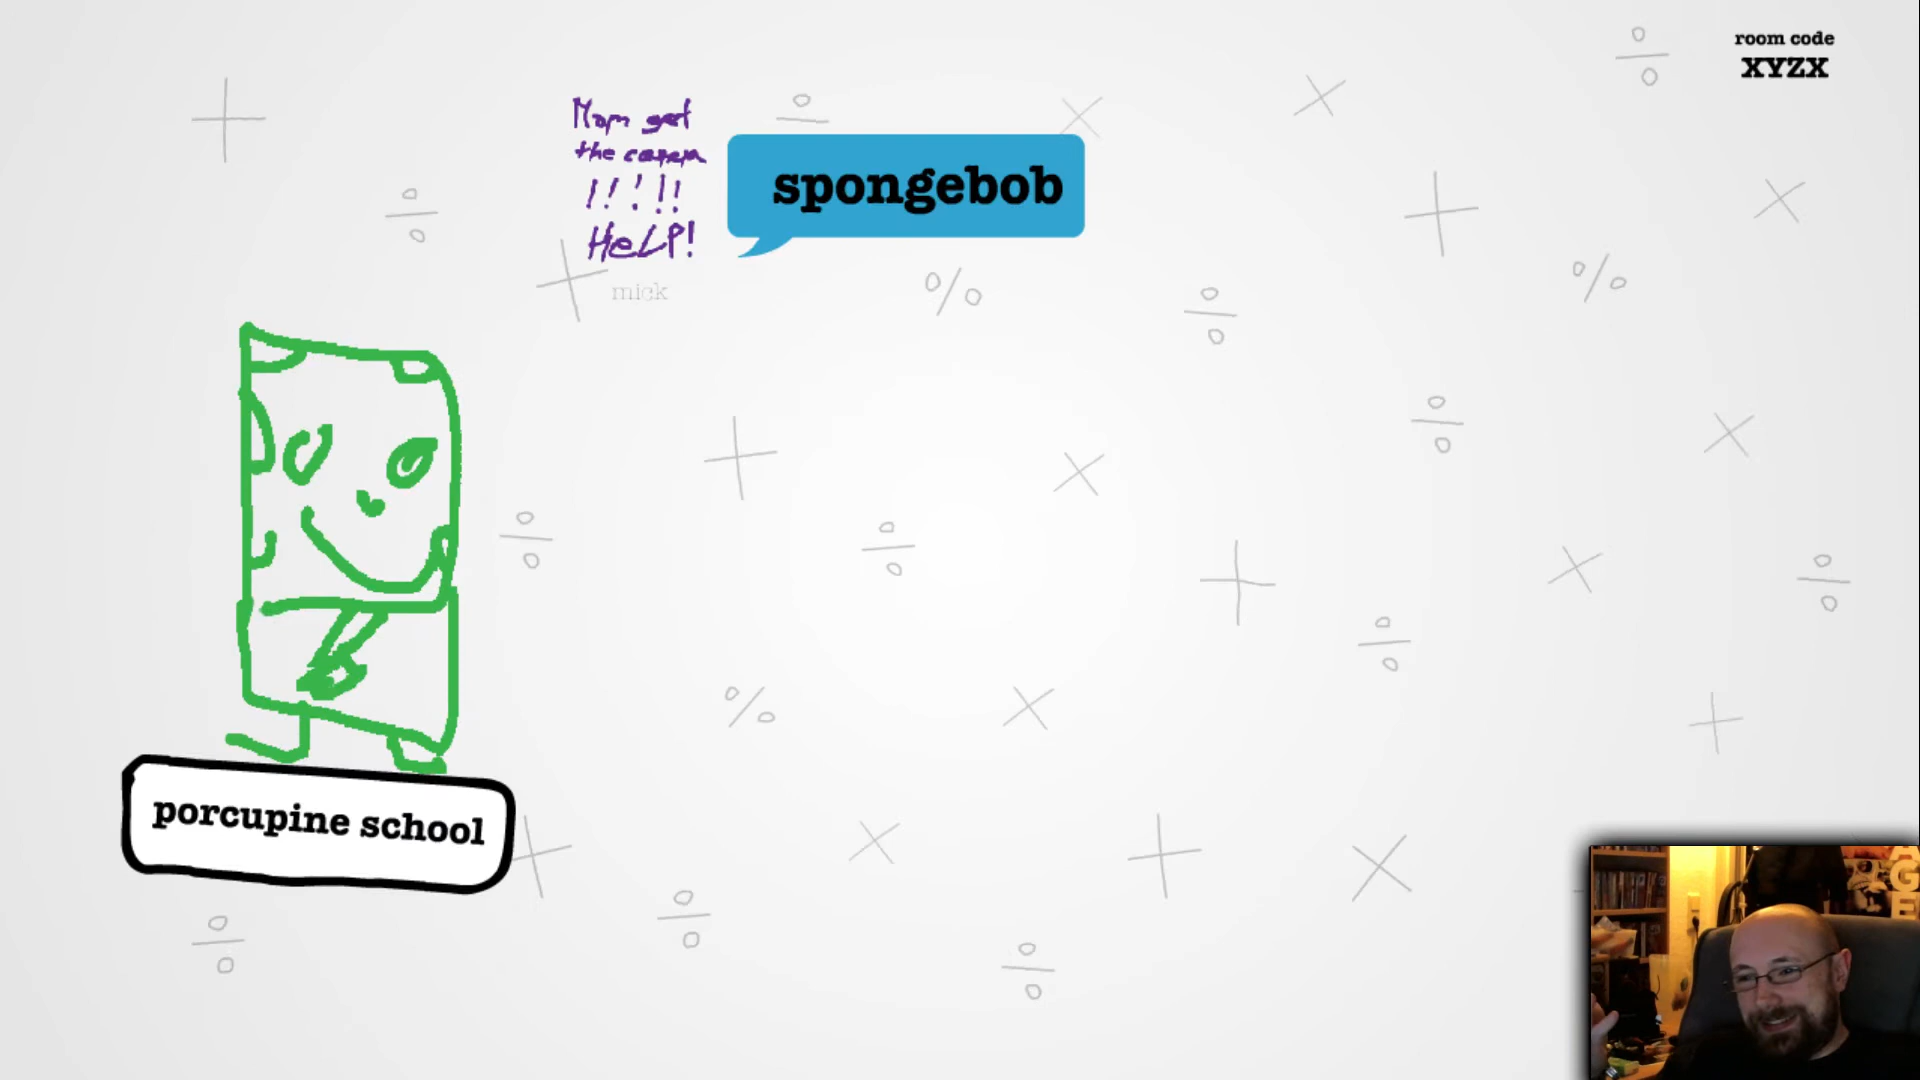 room code
XYZX
Mom get
the camera
!!'!!
HeLP!
spongebob
mick
porcupine school